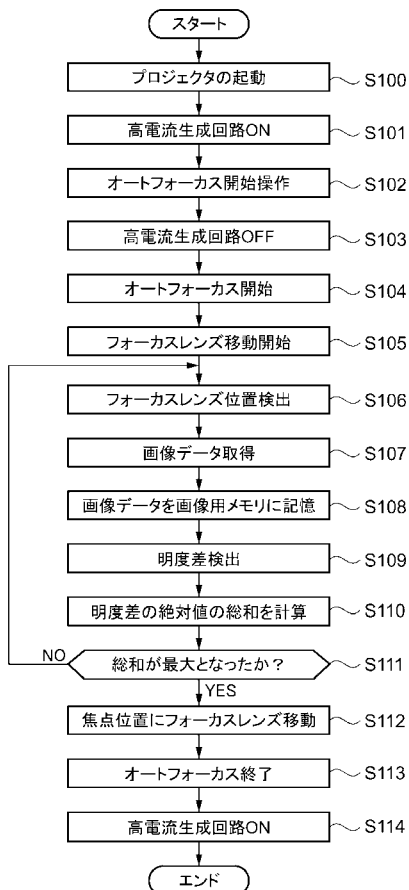 スタート
プロジェクタの起動 S100
高電流生成回路ON S101
オートフォーカス開始操作 S102
高電流生成回路OFF S103
オートフォーカス開始 S104
フォーカスレンズ移動開始 S105
フォーカスレンズ位置検出 S106
画像データ取得 S107
画像データを画像用メモリに記憶 S108
明度差検出 S109
明度差の絶対値の総和を計算 S110
NO 総和が最大となったか？ S111
YES
焦点位置にフォーカスレンズ移動 S112
オートフォーカス終了 S113
高電流生成回路ON S114
エンド